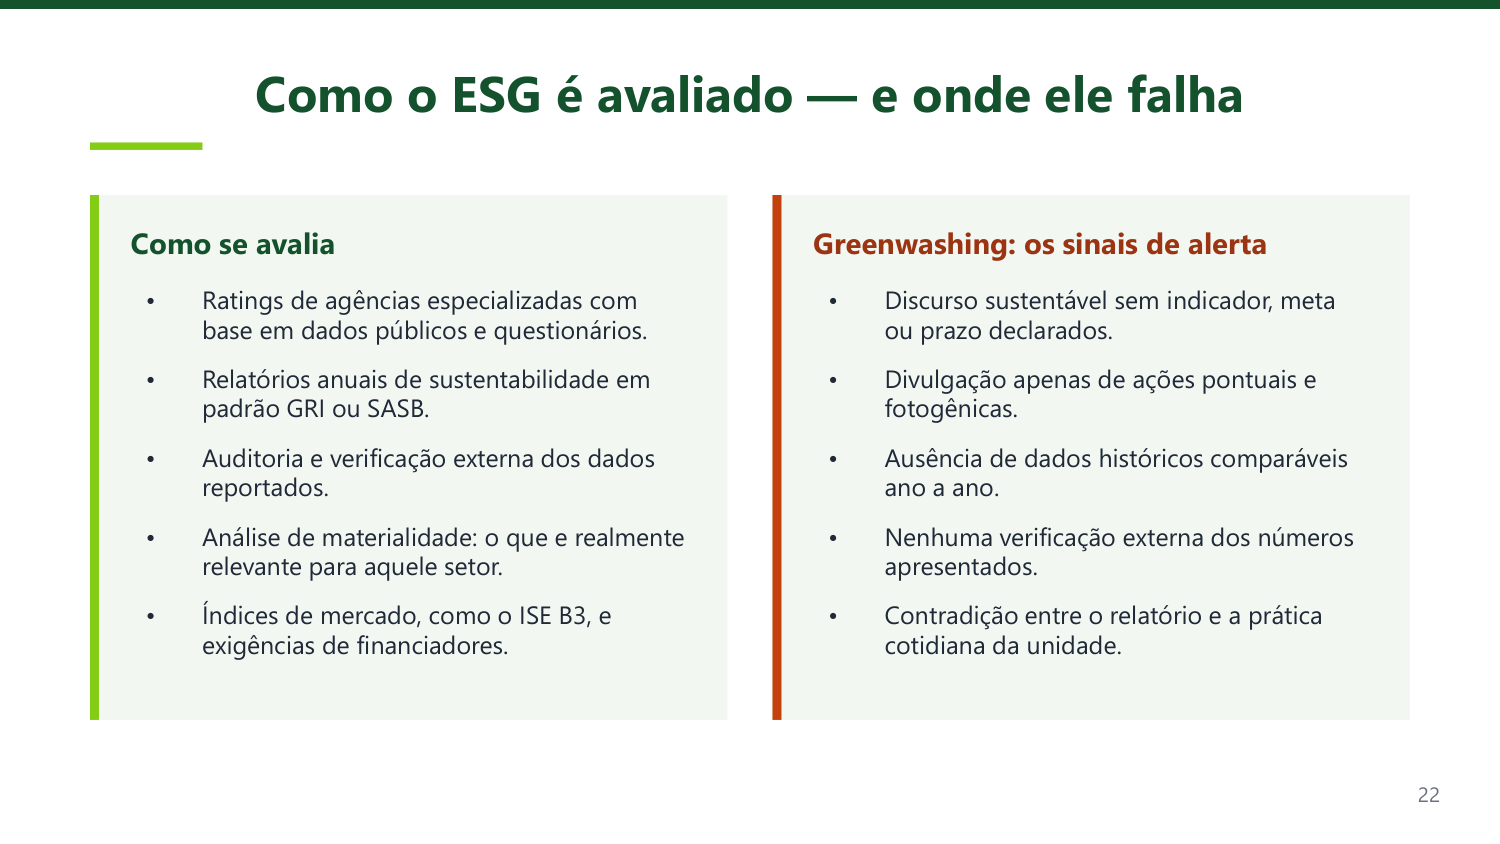 Como o ESG é avaliado — e onde ele falha
Como se avalia
• Ratings de agências especializadas com
base em dados públicos e questionários.
• Relatórios anuais de sustentabilidade em
padrão GRI ou SASB.
• Auditoria e verificação externa dos dados
reportados.
• Análise de materialidade: o que e realmente
relevante para aquele setor.
• Índices de mercado, como o ISE B3, e
exigências de financiadores.
Greenwashing: os sinais de alerta
• Discurso sustentável sem indicador, meta
ou prazo declarados.
• Divulgação apenas de ações pontuais e
fotogênicas.
• Ausência de dados históricos comparáveis
ano a ano.
• Nenhuma verificação externa dos números
apresentados.
• Contradição entre o relatório e a prática
cotidiana da unidade.
22